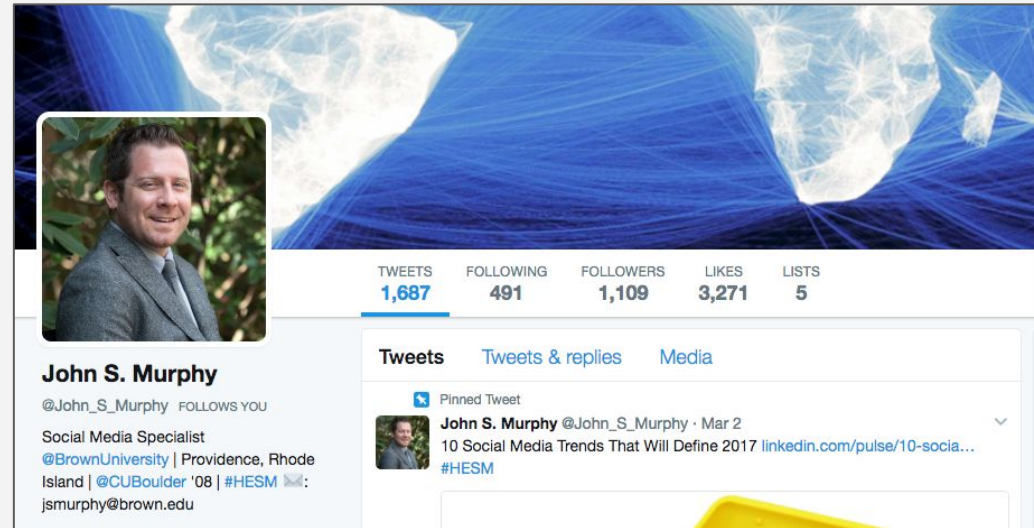 TWEETS FOLLOWING FOLLOWERS LIKES LISTS
1,687 491 1,109 3,271 5
John S. Murphy
@John_S_Murphy FOLLOWS YOU
Social Media Specialist
@BrownUniversity | Providence, Rhode
Island | @CUBoulder '08 | #HESM ✉️:
jsmurphy@brown.edu
Tweets Tweets & replies Media
Pinned Tweet
John S. Murphy @John_S_Murphy · Mar 2
10 Social Media Trends That Will Define 2017 linkedin.com/pulse/10-socia…
#HESM